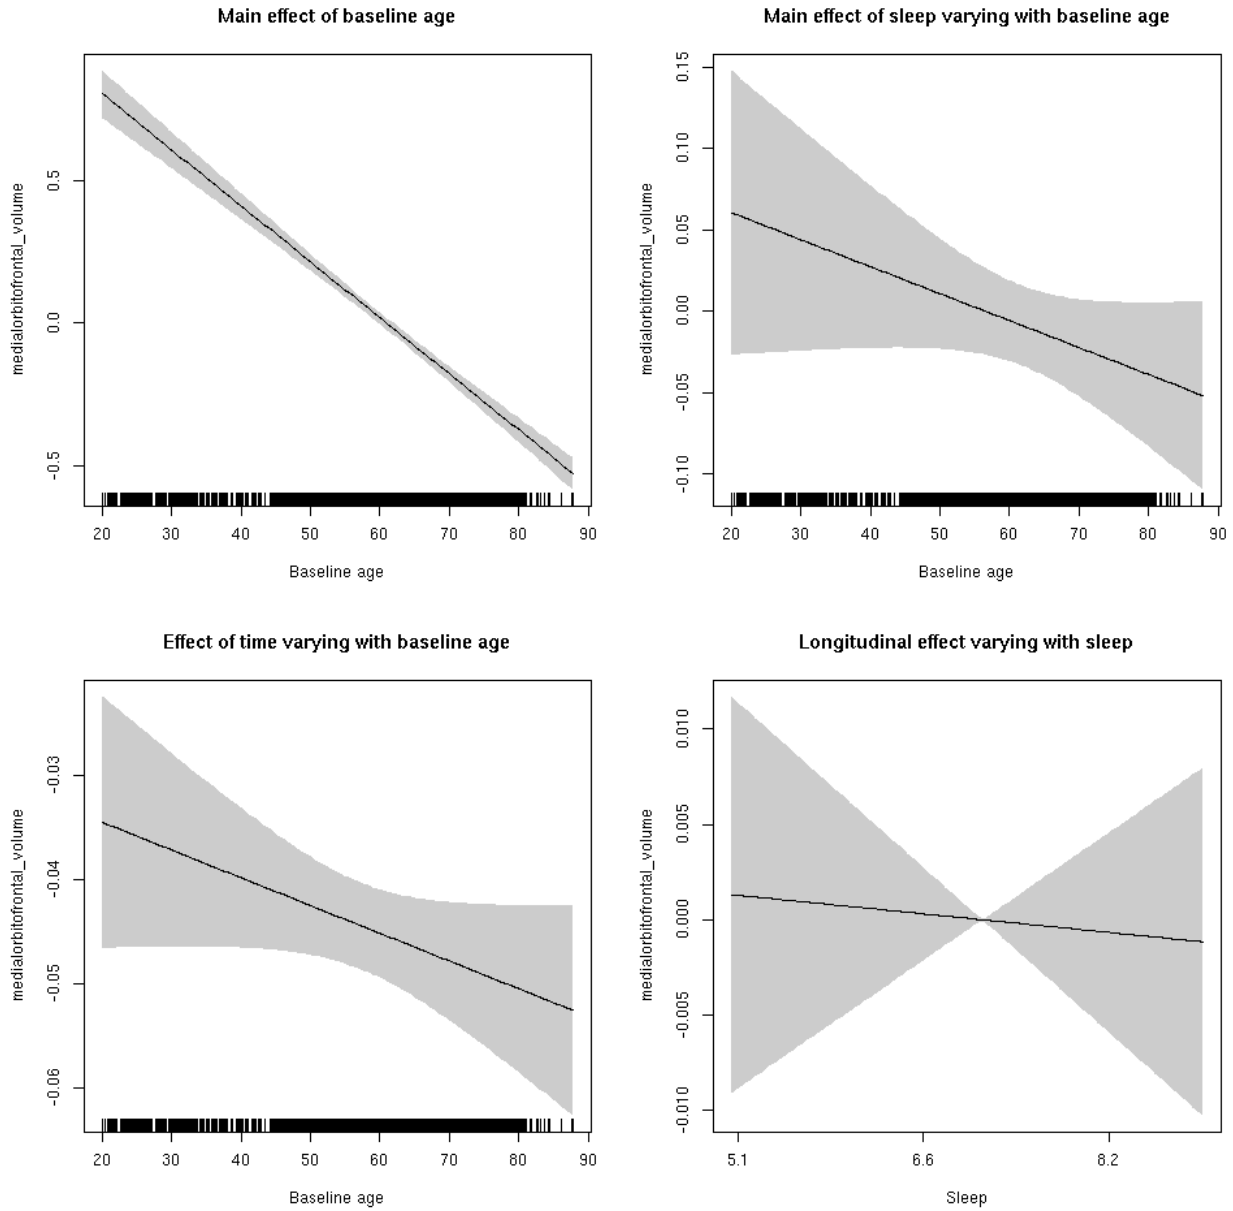 Main effect of baseline age
medialorbitofrontal_volume
0.5
0.0
-0.5
20 30 40 50 60 70 80 90
Baseline age
Main effect of sleep varying with baseline age
medialorbitofrontal_volume
0.15
0.10
0.05
0.00
-0.05
-0.10
20 30 40 50 60 70 80 90
Baseline age
Effect of time varying with baseline age
medialorbitofrontal_volume
-0.03
-0.04
-0.05
-0.06
20 30 40 50 60 70 80 90
Baseline age
Longitudinal effect varying with sleep
medialorbitofrontal_volume
0.010
0.005
0.000
-0.005
-0.010
5.1 6.6 8.2
Sleep